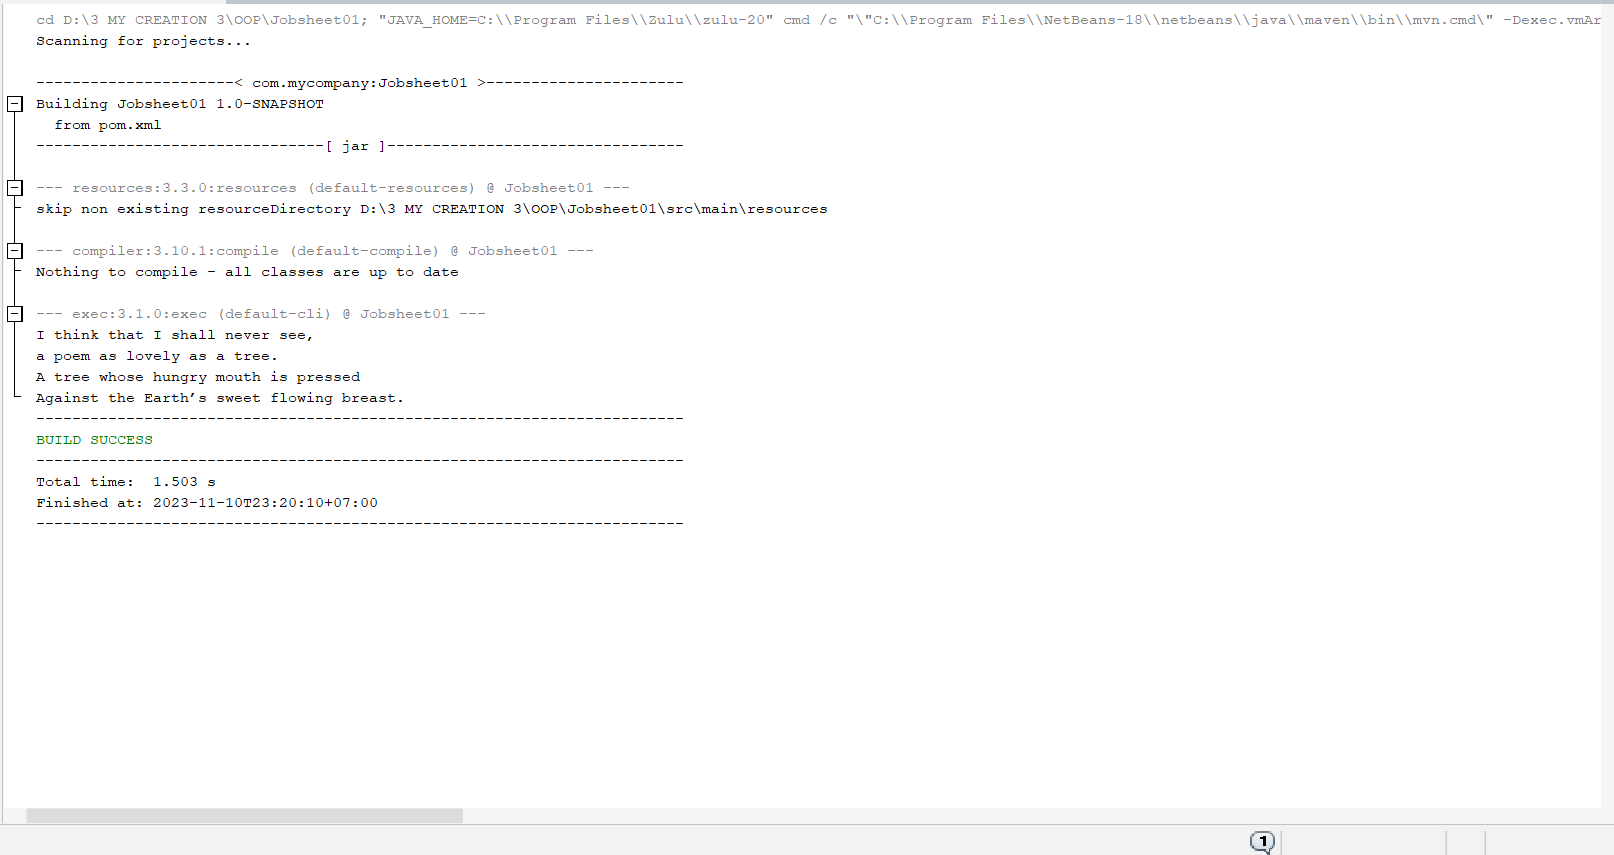 cd D:\3 MY CREATION 3\OOP\Jobsheet01; "JAVA_HOME=C:\\Program Files\\Zulu\\zulu-20" cmd /c "\"C:\\Program Files\\NetBeans-18\\netbeans\\java\\maven\\bin\\mvn.cmd\" -Dexec.vmAr
Scanning for projects...
----------------------< com.mycompany:Jobsheet01 >----------------------
Building Jobsheet01 1.0-SNAPSHOT
  from pom.xml
--------------------------------[ jar ]---------------------------------
--- resources:3.3.0:resources (default-resources) @ Jobsheet01 ---
skip non existing resourceDirectory D:\3 MY CREATION 3\OOP\Jobsheet01\src\main\resources
--- compiler:3.10.1:compile (default-compile) @ Jobsheet01 ---
Nothing to compile - all classes are up to date
--- exec:3.1.0:exec (default-cli) @ Jobsheet01 ---
I think that I shall never see,
a poem as lovely as a tree.
A tree whose hungry mouth is pressed
Against the Earth’s sweet flowing breast.
------------------------------------------------------------------------
BUILD SUCCESS
------------------------------------------------------------------------
Total time:  1.503 s
Finished at: 2023-11-10T23:20:10+07:00
------------------------------------------------------------------------
1